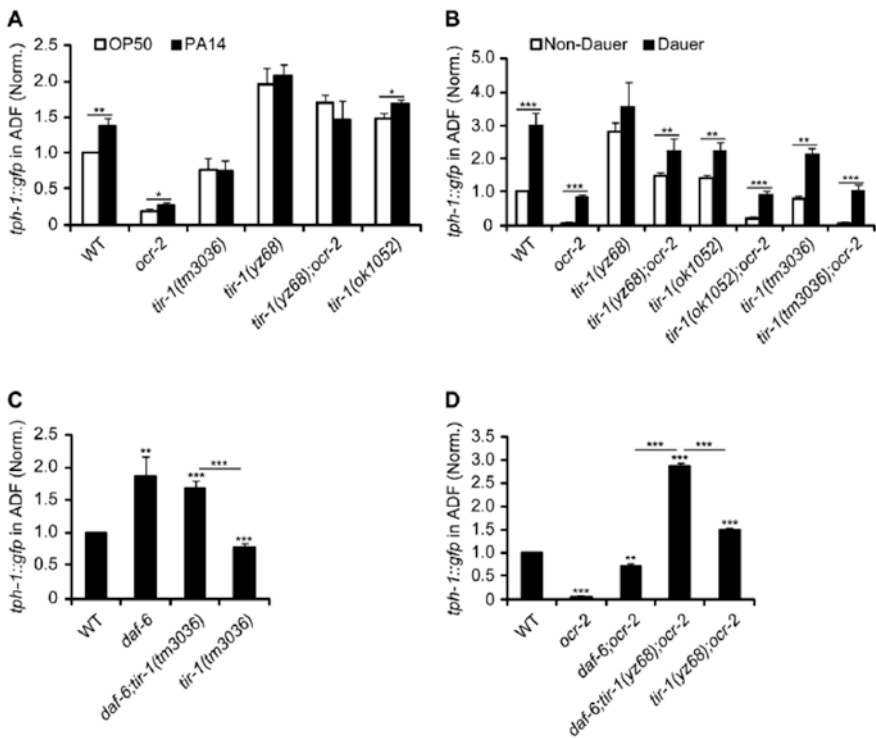 A
OP50 PA14
tph-1::gfp in ADF (Norm.)
2.5
2.0
1.5
1.0
0.5
0
** * *
WT
ocr-2
tir-1(tm3036)
tir-1(yz68)
tir-1(yz68);ocr-2
tir-1(ok1052)
B
Non-Dauer Dauer
tph-1::gfp in ADF (Norm.)
5.0
4.0
3.0
2.0
1.0
0
*** *** ** ** *** ** ***
WT
ocr-2
tir-1(yz68)
tir-1(yz68);ocr-2
tir-1(ok1052)
tir-1(ok1052);ocr-2
tir-1(tm3036)
tir-1(tm3036);ocr-2
C
tph-1::gfp in ADF (Norm.)
2.5
2.0
1.5
1.0
0.5
0
** *** *** ***
WT
daf-6
daf-6;tir-1(tm3036)
tir-1(tm3036)
D
tph-1::gfp in ADF (Norm.)
3.5
3.0
2.5
2.0
1.5
1.0
0.5
0
*** ***
*** ** *** ***
WT
ocr-2
daf-6;ocr-2
daf-6;tir-1(yz68);ocr-2
tir-1(yz68);ocr-2